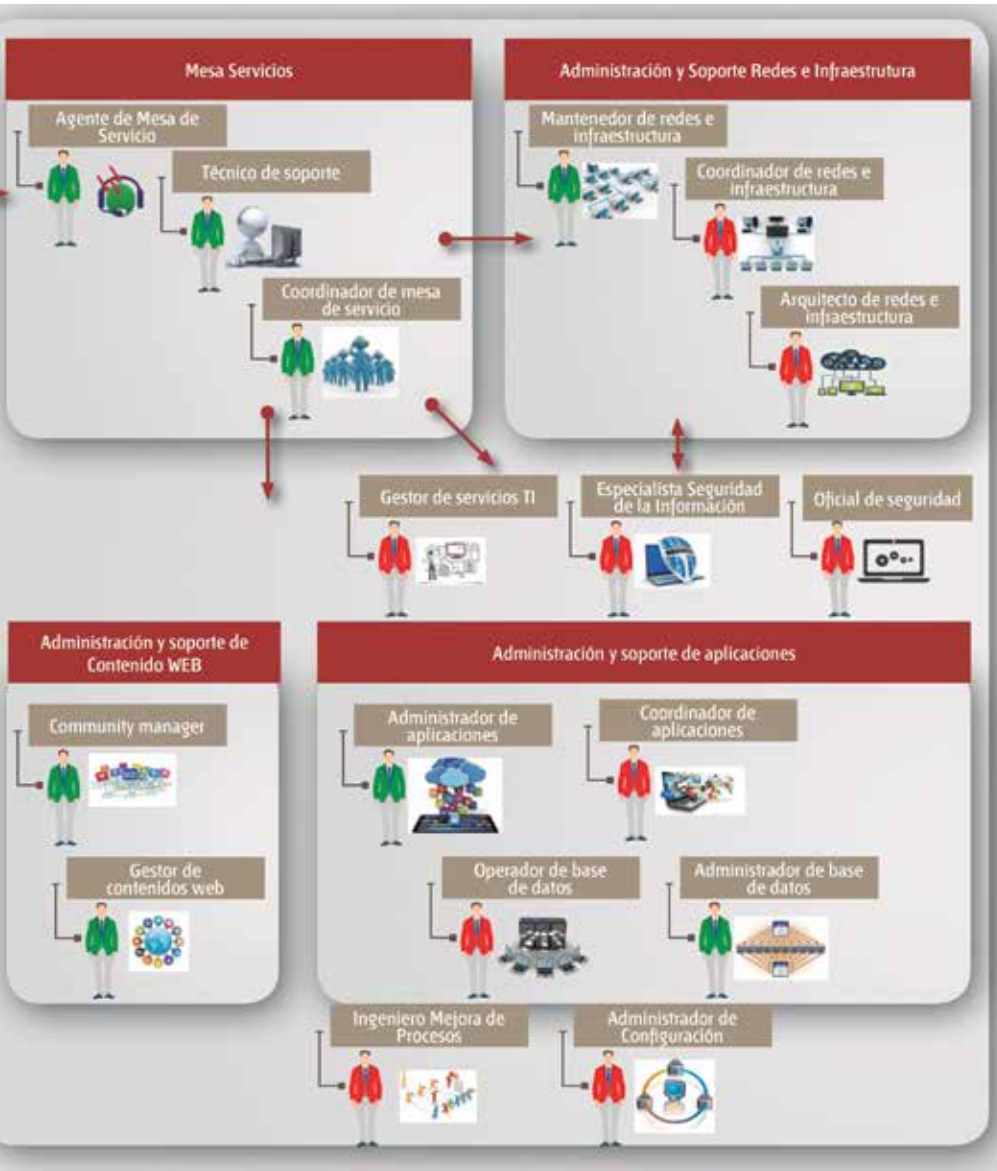 Mesa Servicios
Agente de Mesa de
Servicio
Técnico de soporte
Coordinador de mesa
de servicio
Administración y Soporte Redes e Infraestrutura
Mantenedor de redes e
infraestructura
Coordinador de redes e
infraestructura
Arquitecto de redes e
infraestructura
Gestor de servicios TI
Especialista Seguridad
de la Información
Oficial de seguridad
Administración y soporte de
Contenido WEB
Community manager
Gestor de
contenidos web
Administración y soporte de aplicaciones
Administrador de
aplicaciones
Coordinador de
aplicaciones
Operador de base
de datos
Administrador de base
de datos
Ingeniero Mejora de
Procesos
Administrador de
Configuración